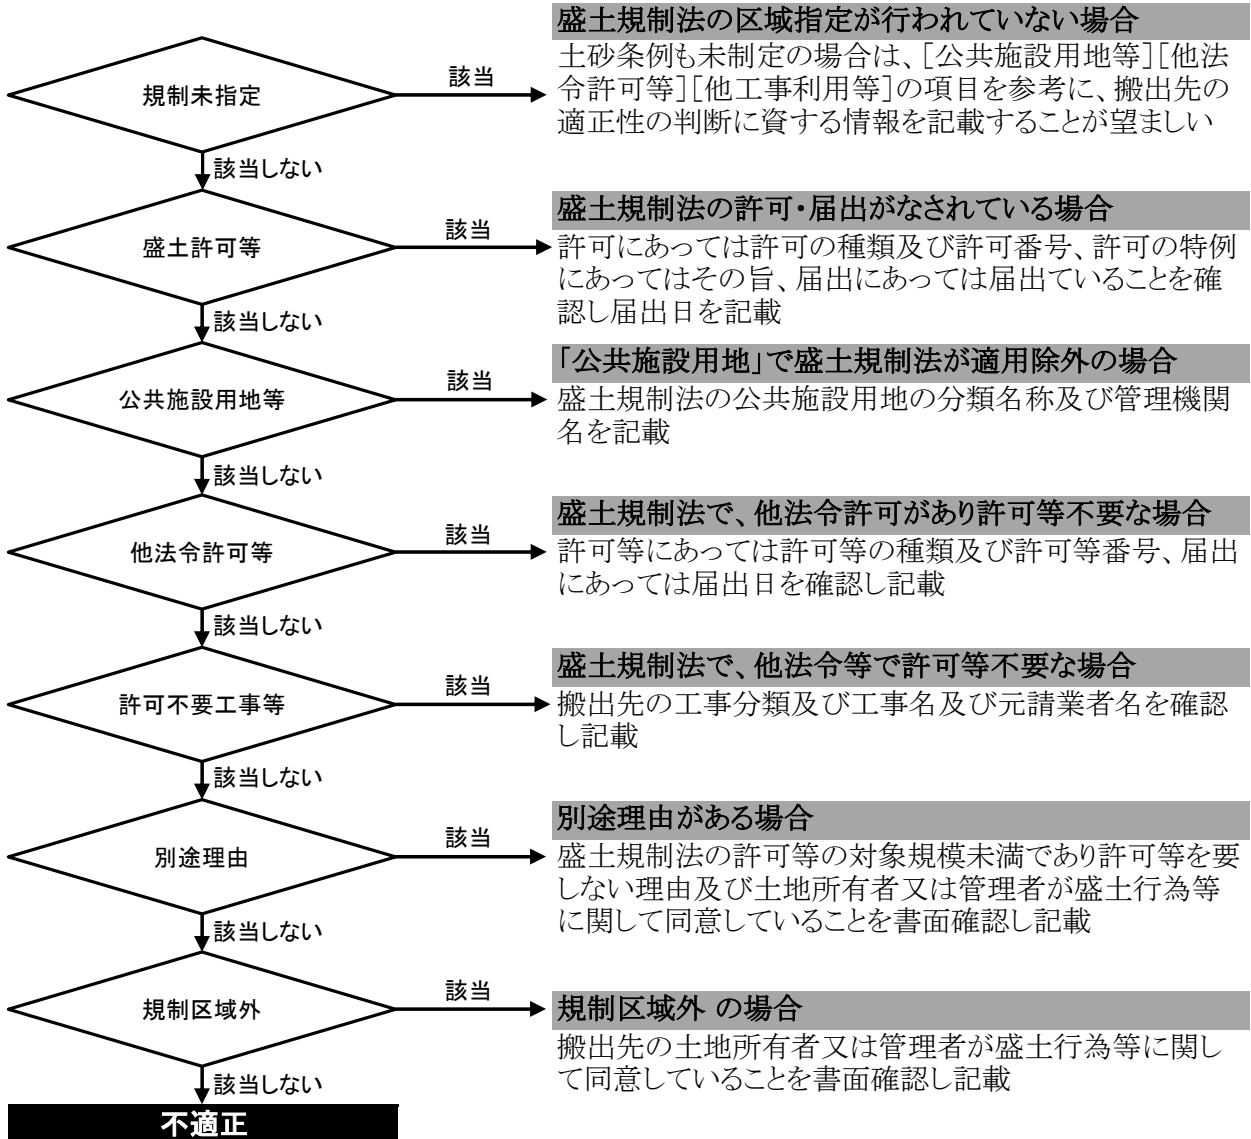 盛土規制法の区域指定が行われていない場合
規制未指定
該当
土砂条例も未制定の場合は、[公共施設用地等][他法
令許可等][他工事利用等]の項目を参考に、搬出先の
適正性の判断に資する情報を記載することが望ましい
該当しない
盛土規制法の許可・届出がなされている場合
盛土許可等
該当
許可にあっては許可の種類及び許可番号、許可の特例
にあってはその旨、届出にあっては届出ていることを確
認し届出日を記載
該当しない
「公共施設用地」で盛土規制法が適用除外の場合
公共施設用地等
該当
盛土規制法の公共施設用地の分類名称及び管理機関
名を記載
該当しない
盛土規制法で、他法令許可があり許可等不要な場合
他法令許可等
該当
許可等にあっては許可等の種類及び許可等番号、届出
にあっては届出日を確認し記載
該当しない
盛土規制法で、他法令等で許可等不要な場合
許可不要工事等
該当
搬出先の工事分類及び工事名及び元請業者名を確認
し記載
該当しない
別途理由がある場合
別途理由
該当
盛土規制法の許可等の対象規模未満であり許可等を要
しない理由及び土地所有者又は管理者が盛土行為等
に関して同意していることを書面確認し記載
該当しない
規制区域外 の場合
規制区域外
該当
搬出先の土地所有者又は管理者が盛土行為等に関し
て同意していることを書面確認し記載
該当しない
不適正